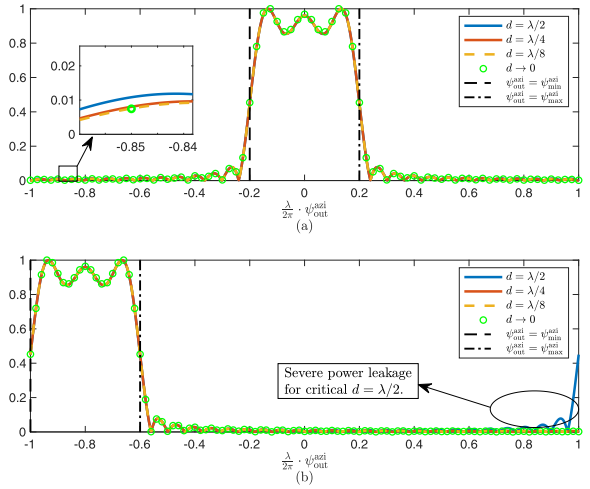 1
0.8
0.6
0.4
0.2
0
0.02
0.01
0
-0.85 -0.84
d = λ/2
d = λ/4
d = λ/8
d → 0
ψ_out^azi = ψ_min^azi
ψ_out^azi = ψ_max^azi
-1 -0.8 -0.6 -0.4 -0.2 0 0.2 0.4 0.6 0.8 1
λ/2π · ψ_out^azi
(a)
1
0.8
0.6
0.4
0.2
0
d = λ/2
d = λ/4
d = λ/8
d → 0
ψ_out^azi = ψ_min^azi
ψ_out^azi = ψ_max^azi
Severe power leakage
for critical d = λ/2.
-1 -0.8 -0.6 -0.4 -0.2 0 0.2 0.4 0.6 0.8 1
λ/2π · ψ_out^azi
(b)